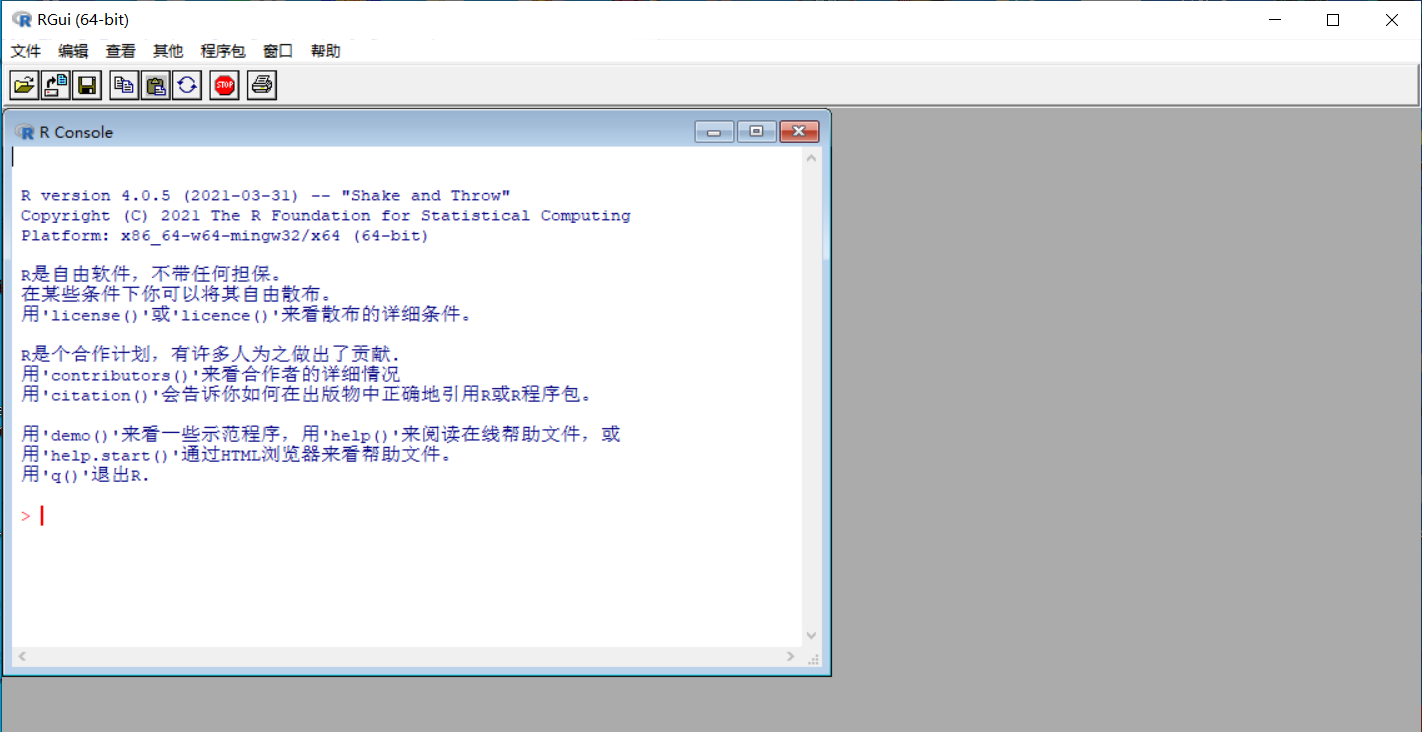 RGui (64-bit)
文件 编辑 查看 其他 程序包 窗口 帮助
STOP
R Console
R version 4.0.5 (2021-03-31) -- "Shake and Throw"
Copyright (C) 2021 The R Foundation for Statistical Computing
Platform: x86_64-w64-mingw32/x64 (64-bit)
R是自由软件，不带任何担保。
在某些条件下你可以将其自由散布。
用'license()'或'licence()'来看散布的详细条件。
R是个合作计划，有许多人为之做出了贡献.
用'contributors()'来看合作者的详细情况
用'citation()'会告诉你如何在出版物中正确地引用R或R程序包。
用'demo()'来看一些示范程序，用'help()'来阅读在线帮助文件，或
用'help.start()'通过HTML浏览器来看帮助文件。
用'q()'退出R.
>